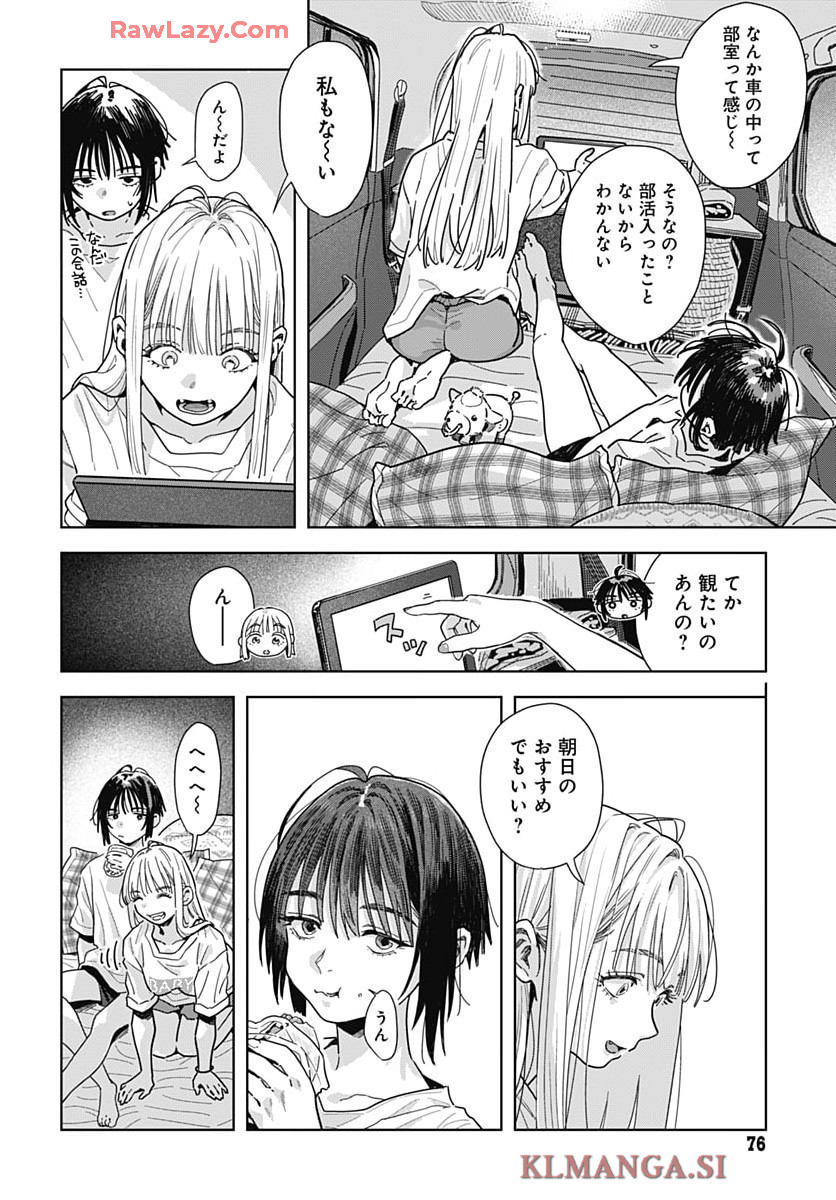 RawLazy.Com
なんか車の中って
部室って感じ〜
そうなの?
部活入ったこと
ないから
わかんない
私もな〜い
ん〜だよ
なんだ
この会話…
てか
観たいの
あんの?
スッ
ん——
朝日の
おすすめ
でもいい?
うん
へへへ〜
BABY
76
KLMANGA.SI